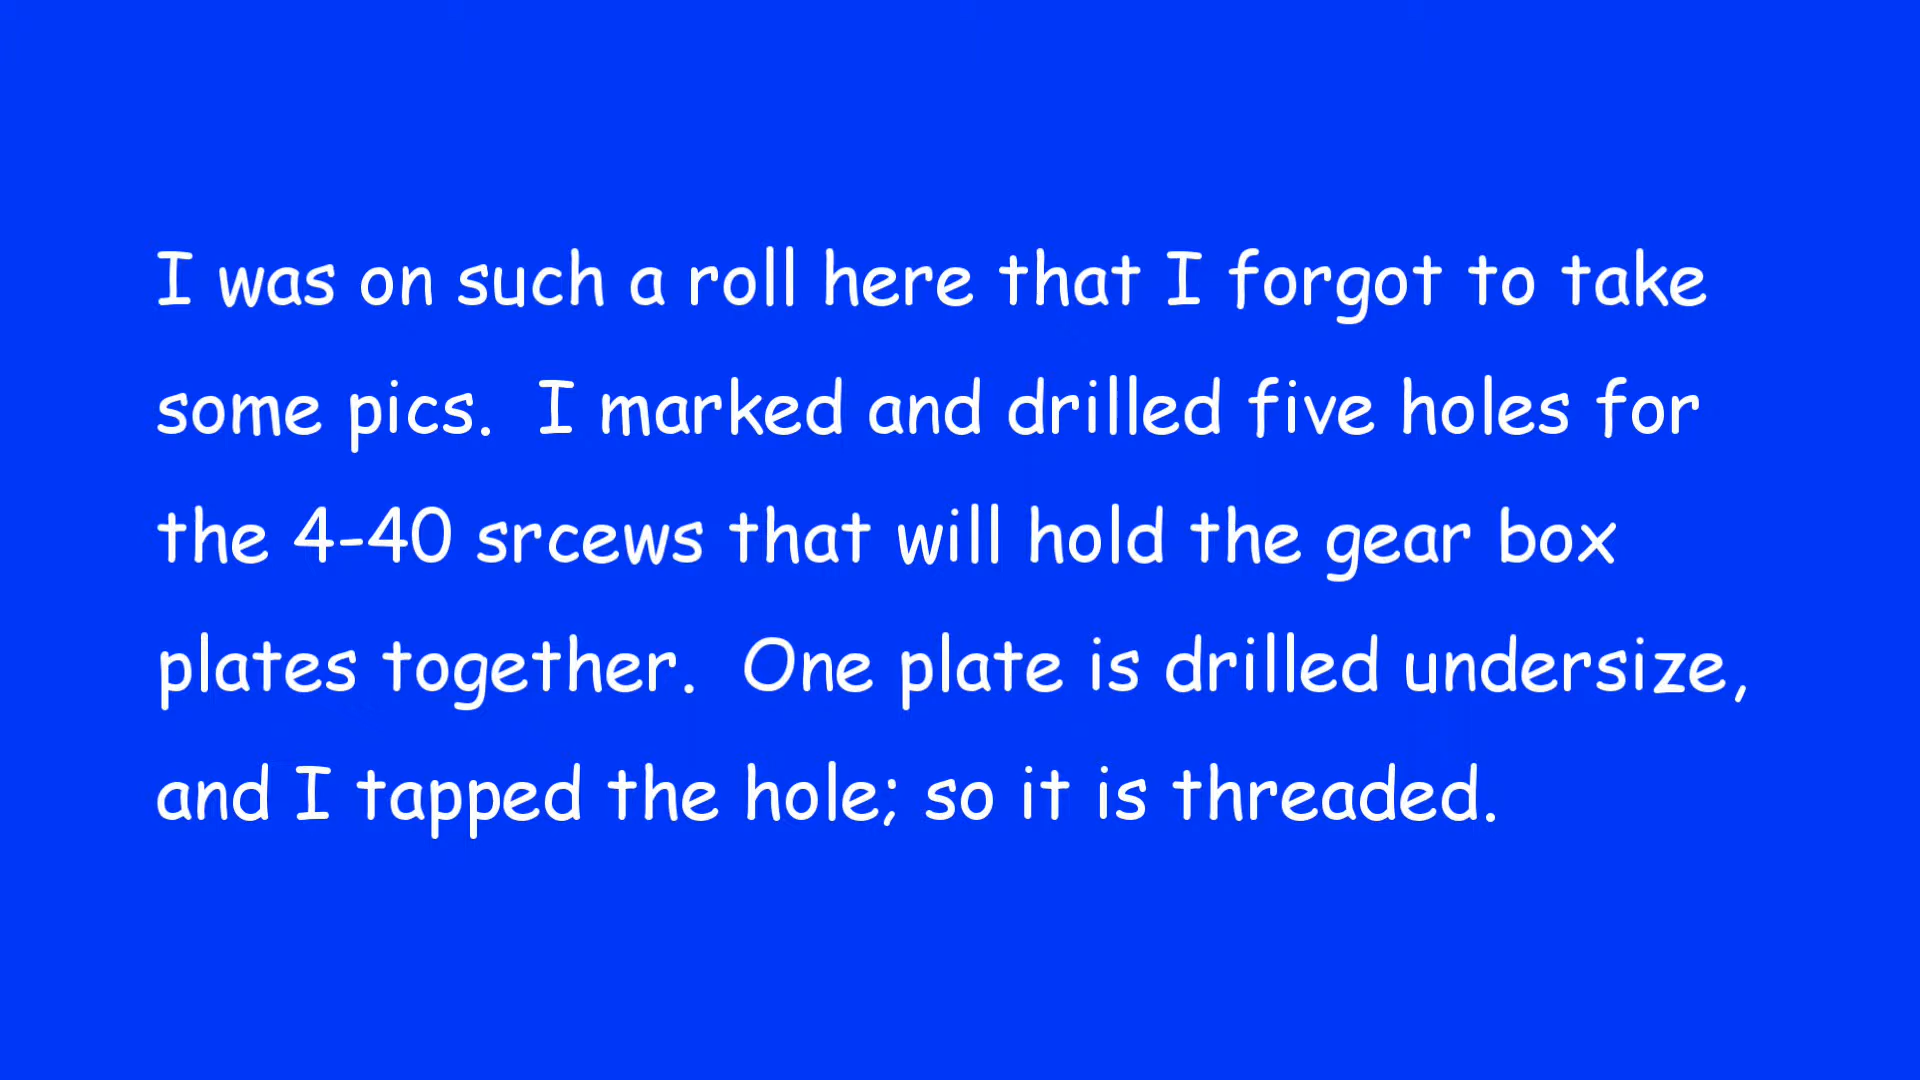 I was on such a roll here that I forgot to take
some pics.  I marked and drilled five holes for
the 4-40 srcews that will hold the gear box
plates together.  One plate is drilled undersize,
and I tapped the hole; so it is threaded.